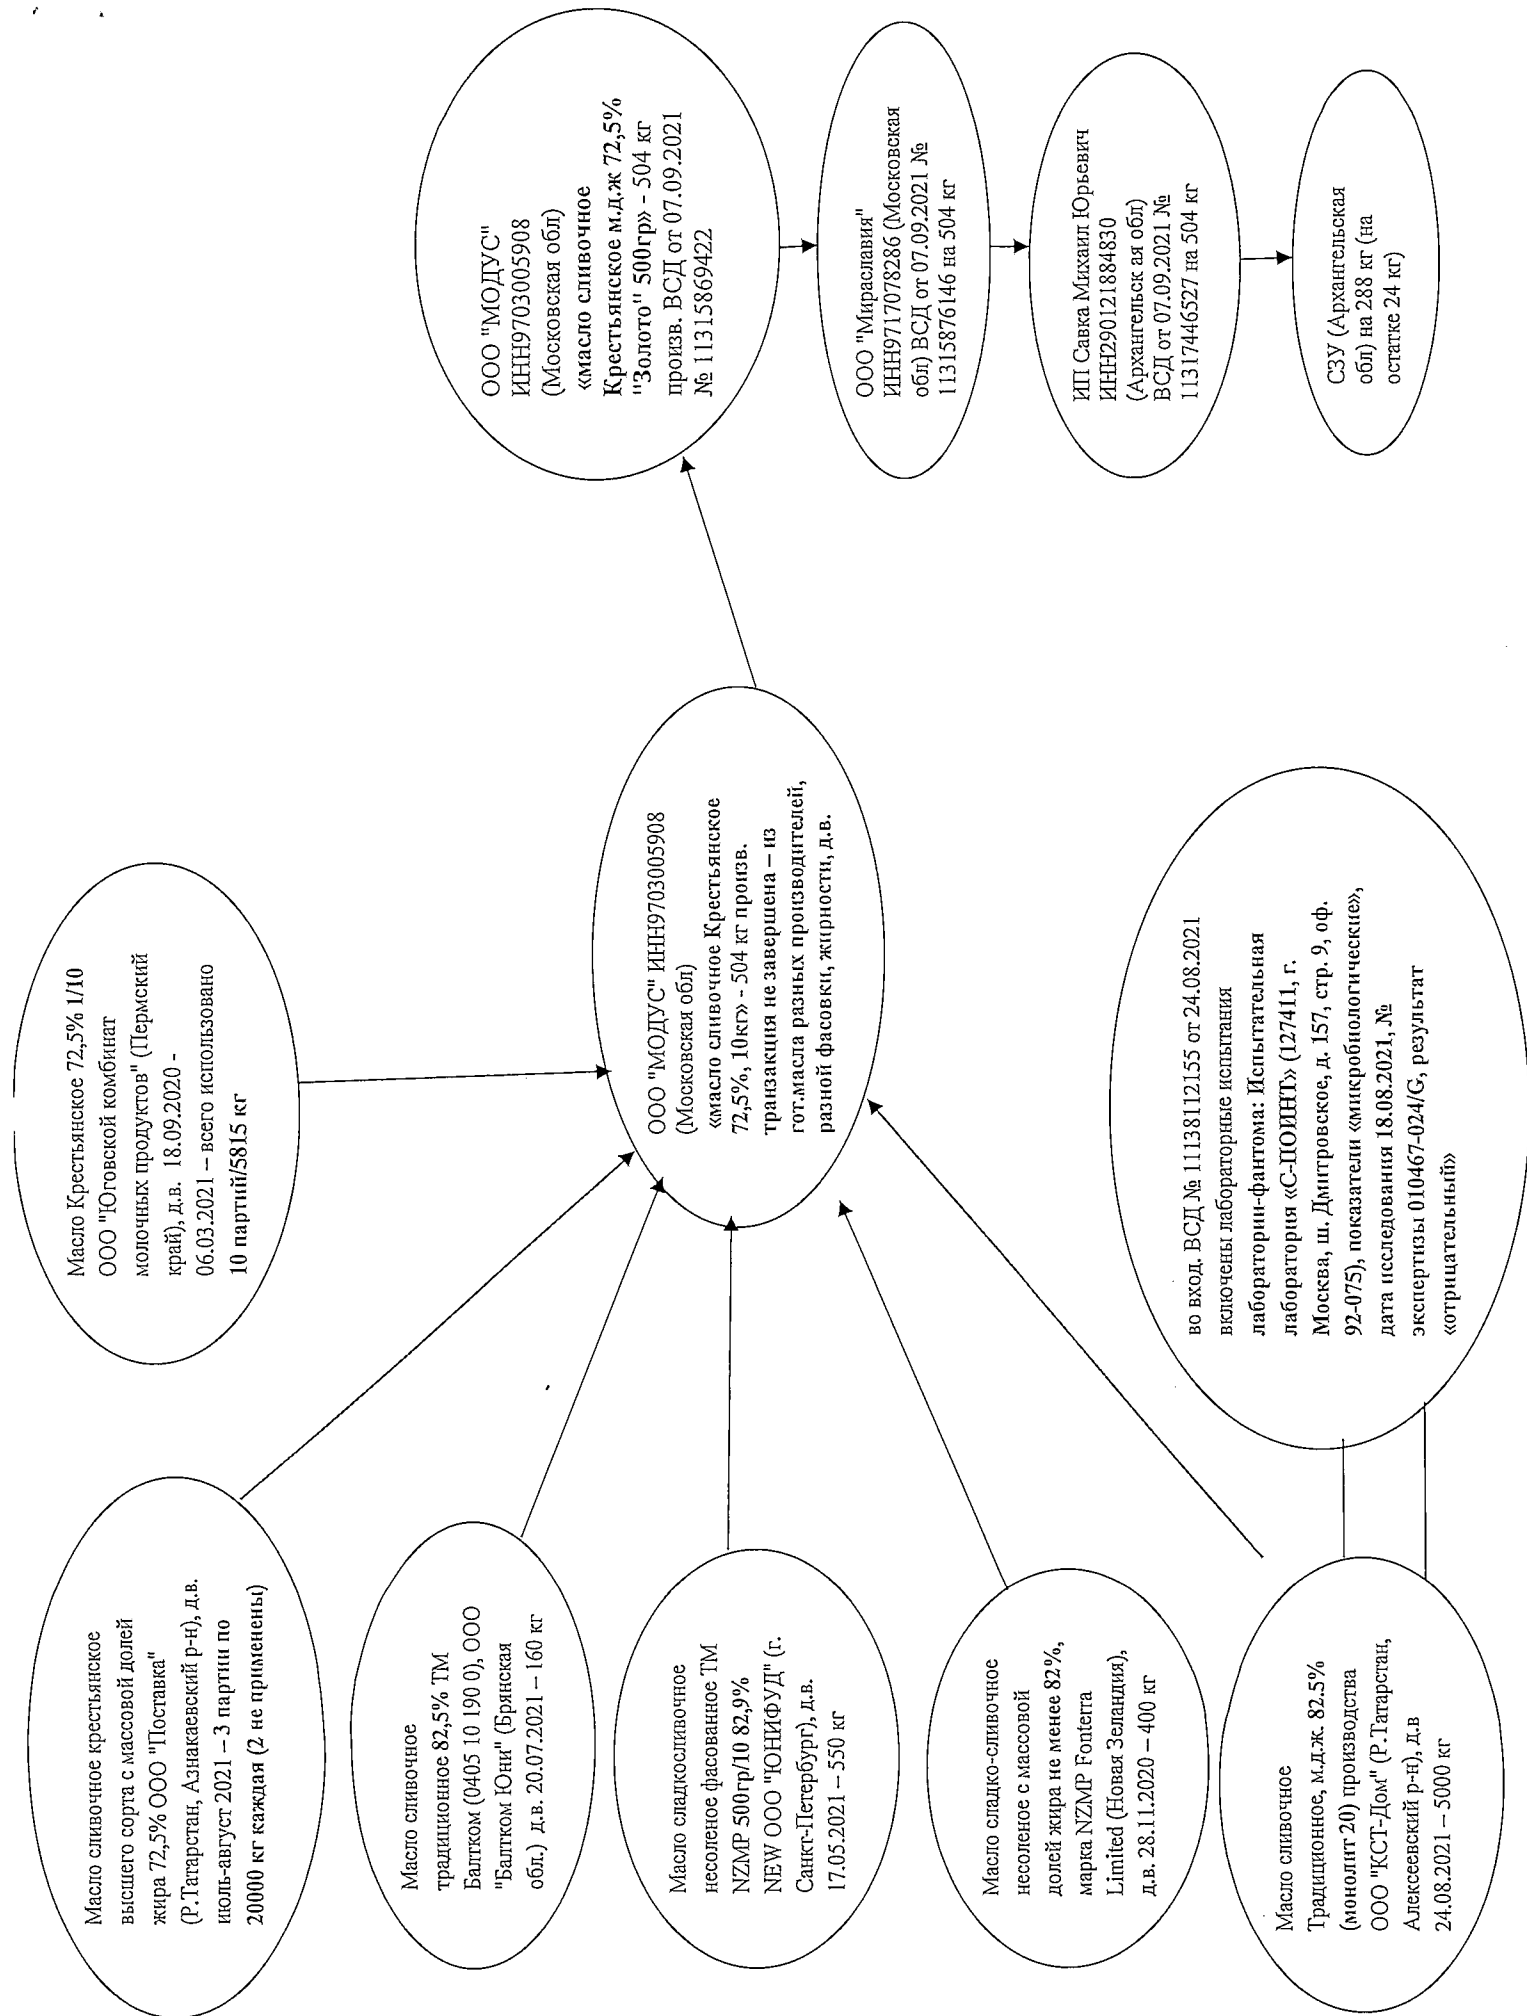 Масло сливочное крестьянское
высшего сорта с массовой долей
жира 72,5% ООО "Поставка"
(Р.Татарстан, Азнакаевский р-н), д.в.
июль-август 2021 – 3 партии по
20000 кг каждая (2 не применены)
Масло Крестьянское 72,5% 1/10
ООО "Юговской комбинат
молочных продуктов" (Пермский
край), д.в. 18.09.2020 -
06.03.2021 – всего использовано
10 партий/5815 кг
Масло сливочное
традиционное 82,5% ТМ
Балтком (0405 10 190 0), ООО
"Балтком Юни" (Брянская
обл.) д.в. 20.07.2021 – 160 кг
Масло сладкосливочное
несоленое фасованное ТМ
NZMP 500гр/10 82,9%
NEW ООО "ЮНИФУД" (г.
Санкт-Петербург), д.в.
17.05.2021 – 550 кг
Масло сладко-сливочное
несоленое с массовой
долей жира не менее 82%,
марка NZMP Fonterra
Limited (Новая Зеландия),
д.в. 28.11.2020 – 400 кг
Масло сливочное
Традиционное, м.д.ж. 82.5%
(монолит 20) производства
ООО "КСТ-Дом" (Р.Татарстан,
Алексеевский р-н), д.в
24.08.2021 – 5000 кг
во вход. ВСД № 11138112155 от 24.08.2021
включены лабораторные испытания
лаборатории-фантома: Испытательная
лаборатория «С-ПОИНТ» (127411, г.
Москва, ш. Дмитровское, д. 157, стр. 9, оф.
92-075), показатели «микробиологические»,
дата исследования 18.08.2021, №
экспертизы 010467-024/G, результат
«отрицательный»
ООО "МОДУС" ИНН9703005908
(Московская обл)
«масло сливочное Крестьянское
72,5%, 10кг» - 504 кг произв.
транзакция не завершена – из
гот.масла разных производителей,
разной фасовки, жирности, д.в.
ООО "МОДУС"
ИНН9703005908
(Московская обл)
«масло сливочное
Крестьянское м.д.ж 72,5%
"Золото" 500гр» - 504 кг
произв. ВСД от 07.09.2021
№ 11315869422
ООО "Мираславия"
ИНН9717078286 (Московская
обл) ВСД от 07.09.2021 №
11315876146 на 504 кг
ИП Савка Михаил Юрьевич
ИНН290121884830
(Архангельск ая обл)
ВСД от 07.09.2021 №
11317446527 на 504 кг
СЗУ (Архангельская
обл) на 288 кг (на
остатке 24 кг)